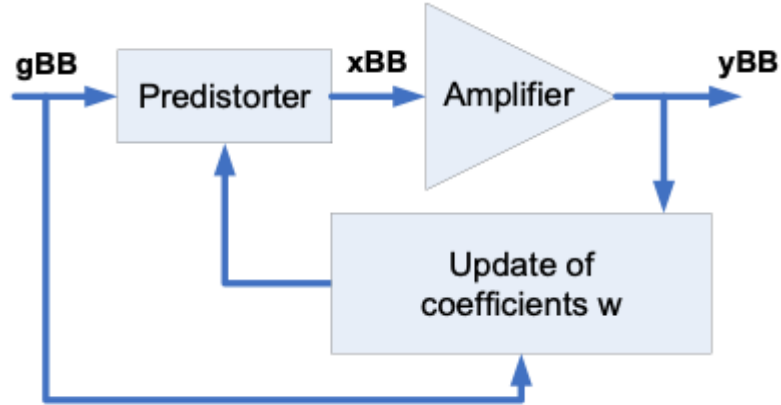 gBB
xBB
yBB
Predistorter
Amplifier
Update of
coefficients w